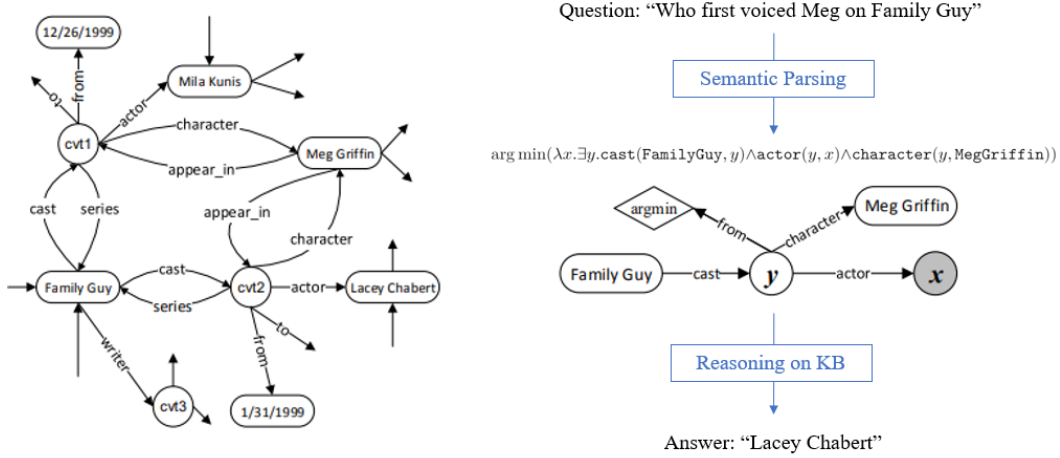 12/26/1999
Mila Kunis
to
from
actor
cvt1
character
Meg Griffin
appear_in
cast
series
appear_in
character
Family Guy
cast
series
cvt2
actor
Lacey Chabert
to
from
writer
cvt3
1/31/1999
Question: “Who first voiced Meg on Family Guy”
Semantic Parsing
arg min(λx.∃y.cast(FamilyGuy, y)∧actor(y, x)∧character(y, MegGriffin))
argmin
from
character
Meg Griffin
Family Guy
cast
y
actor
x
Reasoning on KB
Answer: “Lacey Chabert”